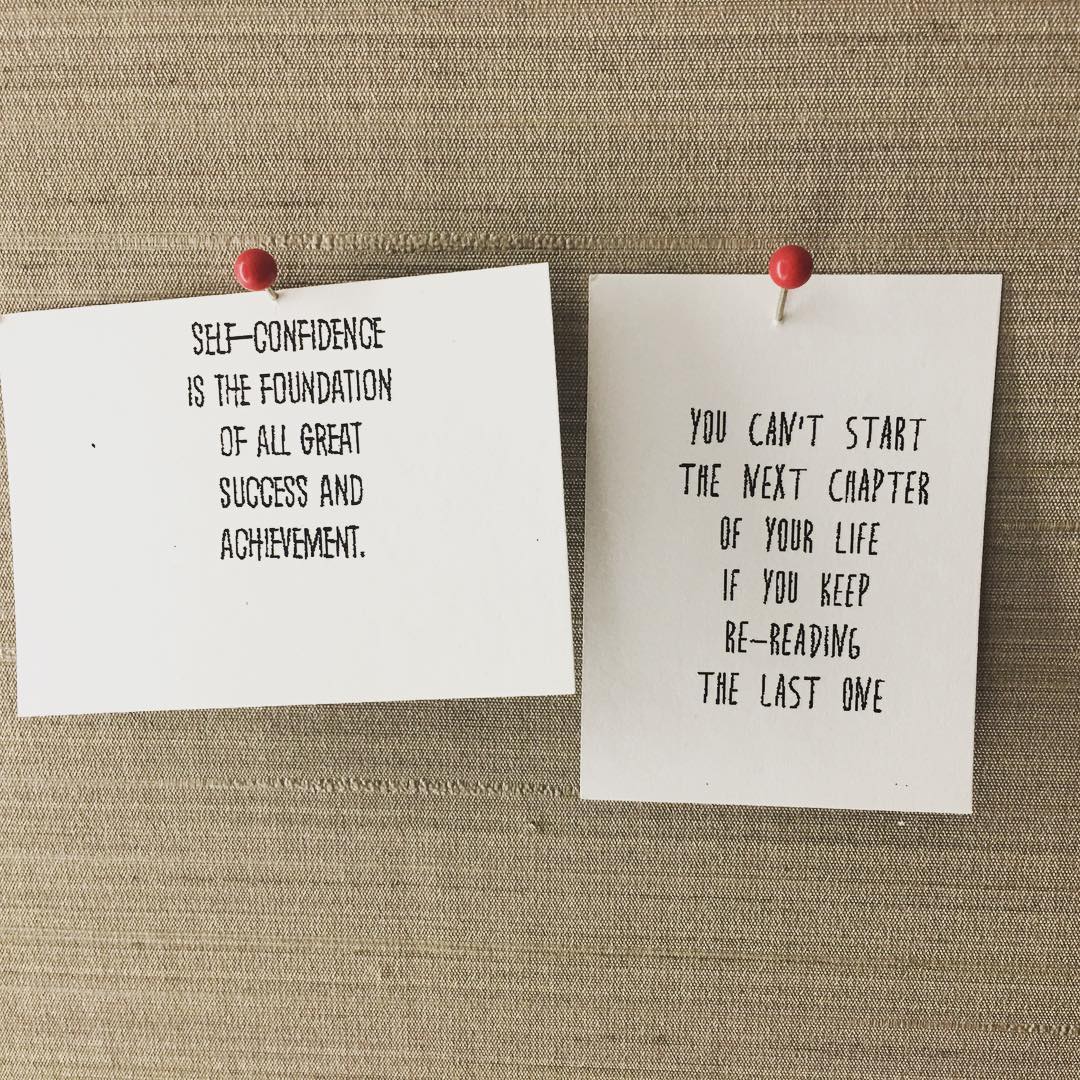 SELF-CONFIDENCE
IS THE FOUNDATION
OF ALL GREAT
SUCCESS AND
ACHIEVEMENT.
YOU CAN'T START
THE NEXT CHAPTER
OF YOUR LIFE
IF YOU KEEP
RE-READING
THE LAST ONE